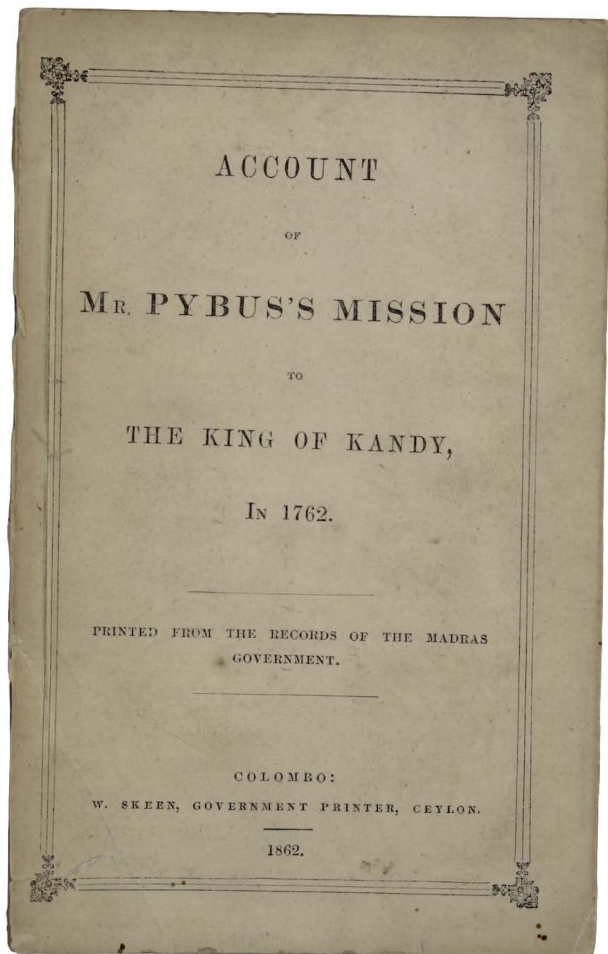 ACCOUNT
OF
MR. PYBUS'S MISSION
TO
THE KING OF KANDY,
IN 1762.
PRINTED FROM THE RECORDS OF THE MADRAS
GOVERNMENT.
COLOMBO:
W. SKEEN, GOVERNMENT PRINTER, CEYLON.
1862.